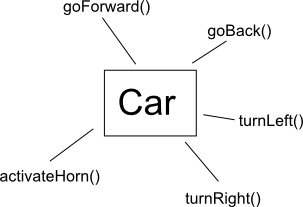 goForward()
goBack()
Car
turnLeft()
activateHorn()
turnRight()